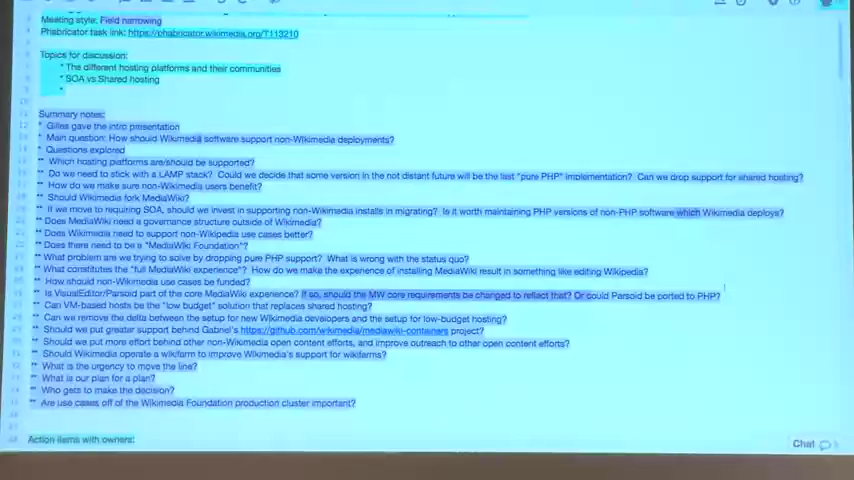 Meeting style: Field narrowing
Phabricator task link: https://phabricator.wikimedia.org/T113210
Topics for discussion:
* The different hosting platforms and their communities
* SOA vs Shared hosting
*
Summary notes:
* Gilles gave the intro presentation
* Main question: How should Wikimedia software support non-Wikimedia deployments?
* Questions explored
** Which hosting platforms are/should be supported?
** Do we need to stick with a LAMP stack? Could we decide that some version in the not distant future will be the last "pure PHP" implementation? Can we drop support for shared hosting?
** How do we make sure non-Wikimedia users benefit?
** Should Wikimedia fork MediaWiki?
** If we move to requiring SOA, should we invest in supporting non-Wikimedia installs in migrating? Is it worth maintaining PHP versions of non-PHP software which Wikimedia deploys?
** Does MediaWiki need a governance structure outside of Wikimedia?
** Does Wikimedia need to support non-Wikipedia use cases better?
** Does there need to be a "MediaWiki Foundation"?
** What problem are we trying to solve by dropping pure PHP support? What is wrong with the status quo?
** What constitutes the "full MediaWiki experience"? How do we make the experience of installing MediaWiki result in something like editing Wikipedia?
** How should non-Wikimedia use cases be funded?
** Is VisualEditor/Parsoid part of the core MediaWiki experience? If so, should the MW core requirements be changed to reflect that? Or could Parsoid be ported to PHP?
** Can VM-based hosts be the "low budget" solution that replaces shared hosting?
** Can we remove the delta between the setup for new Wikimedia developers and the setup for low-budget hosting?
** Should we put greater support behind Gabriel's https://github.com/wikimedia/mediawiki-containers project?
** Should we put more effort behind other non-Wikimedia open content efforts, and improve outreach to other open content efforts?
** Should Wikimedia operate a wikifarm to improve Wikimedia's support for wikifarms?
** What is the urgency to move the line?
** What is our plan for a plan?
** Who gets to make the decision?
** Are use cases off of the Wikimedia Foundation production cluster important?
Action items with owners:
Chat